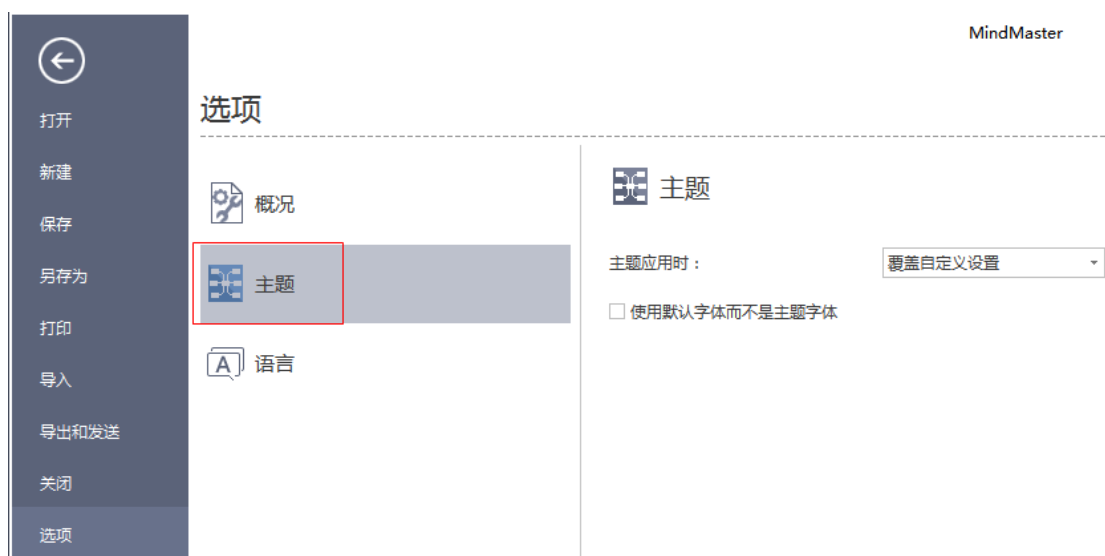 MindMaster
打开
新建
保存
另存为
打印
导入
导出和发送
关闭
选项
选项
概况
主题
A 语言
主题
主题应用时：
覆盖自定义设置
使用默认字体而不是主题字体